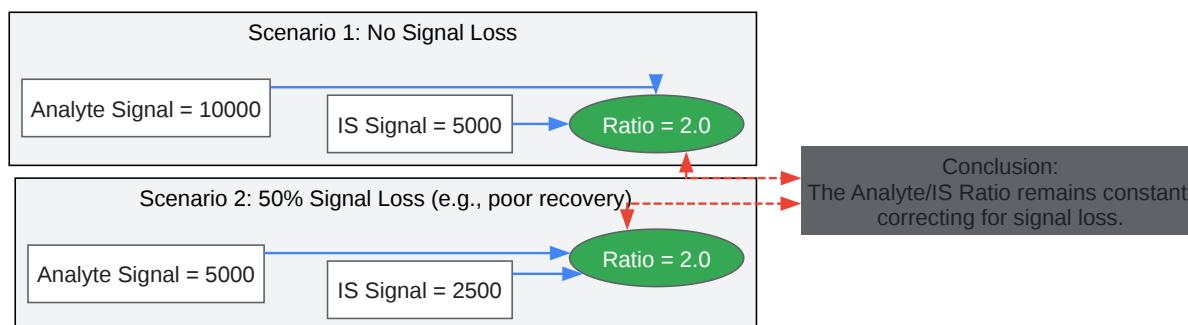 Scenario 1: No Signal Loss
Analyte Signal = 10000
IS Signal = 5000
Ratio = 2.0
Scenario 2: 50% Signal Loss (e.g., poor recovery)
Analyte Signal = 5000
IS Signal = 2500
Ratio = 2.0
Conclusion:
The Analyte/IS Ratio remains constant
correcting for signal loss.